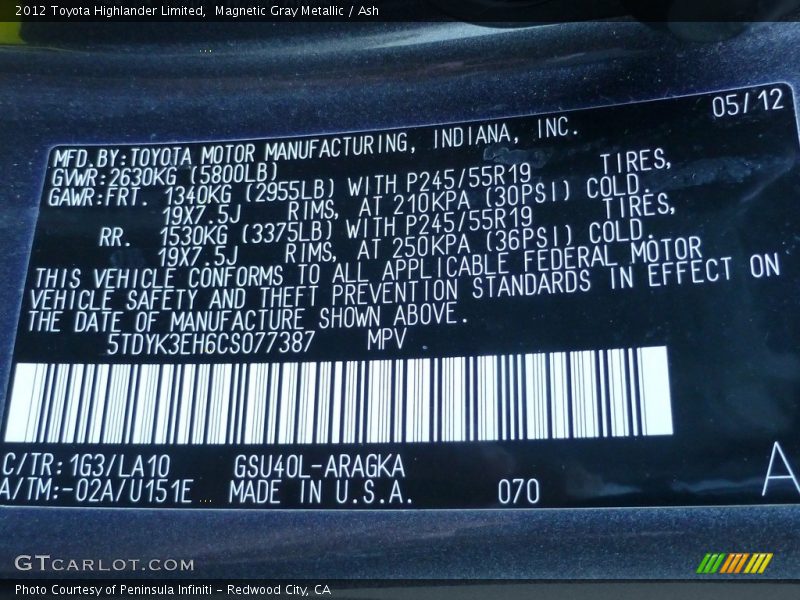 2012 Toyota Highlander Limited, Magnetic Gray Metallic / Ash
05/12
MFD.BY:TOYOTA MOTOR MANUFACTURING, INDIANA, INC.
GVWR:2630KG (5800LB)
GAWR:FRT. 1340KG (2955LB) WITH P245/55R19 TIRES,
19X7.5J RIMS, AT 210KPA (30PSI) COLD.
RR. 1530KG (3375LB) WITH P245/55R19 TIRES,
19X7.5J RIMS, AT 250KPA (36PSI) COLD.
THIS VEHICLE CONFORMS TO ALL APPLICABLE FEDERAL MOTOR
VEHICLE SAFETY AND THEFT PREVENTION STANDARDS IN EFFECT ON
THE DATE OF MANUFACTURE SHOWN ABOVE.
5TDYK3EH6CS077387 MPV
C/TR:1G3/LA10 GSU40L-ARAGKA
A/TM:-02A/U151E MADE IN U.S.A. 070
A
GTCARLOT.COM
Photo Courtesy of Peninsula Infiniti - Redwood City, CA